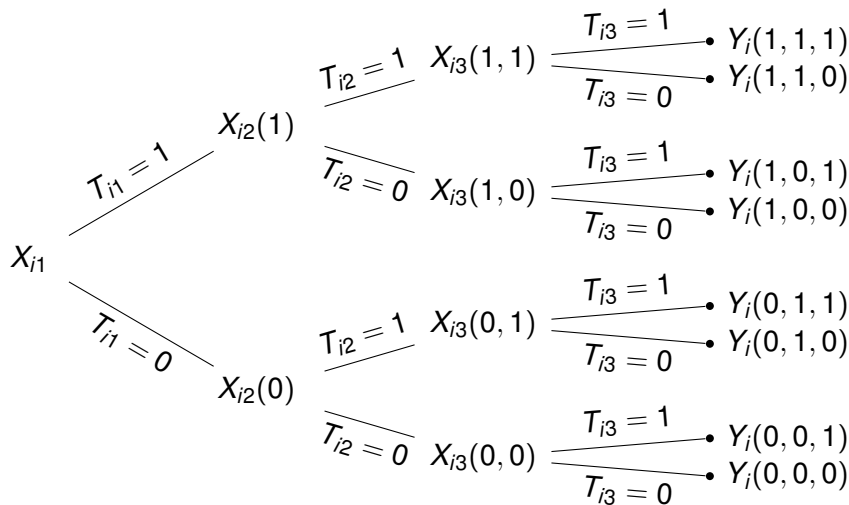 X_{i1}
T_{i1} = 1
T_{i1} = 0
X_{i2}(1)
X_{i2}(0)
T_{i2} = 1
T_{i2} = 0
T_{i2} = 1
T_{i2} = 0
X_{i3}(1, 1)
X_{i3}(1, 0)
X_{i3}(0, 1)
X_{i3}(0, 0)
T_{i3} = 1
T_{i3} = 0
T_{i3} = 1
T_{i3} = 0
T_{i3} = 1
T_{i3} = 0
T_{i3} = 1
T_{i3} = 0
Y_i(1, 1, 1)
Y_i(1, 1, 0)
Y_i(1, 0, 1)
Y_i(1, 0, 0)
Y_i(0, 1, 1)
Y_i(0, 1, 0)
Y_i(0, 0, 1)
Y_i(0, 0, 0)